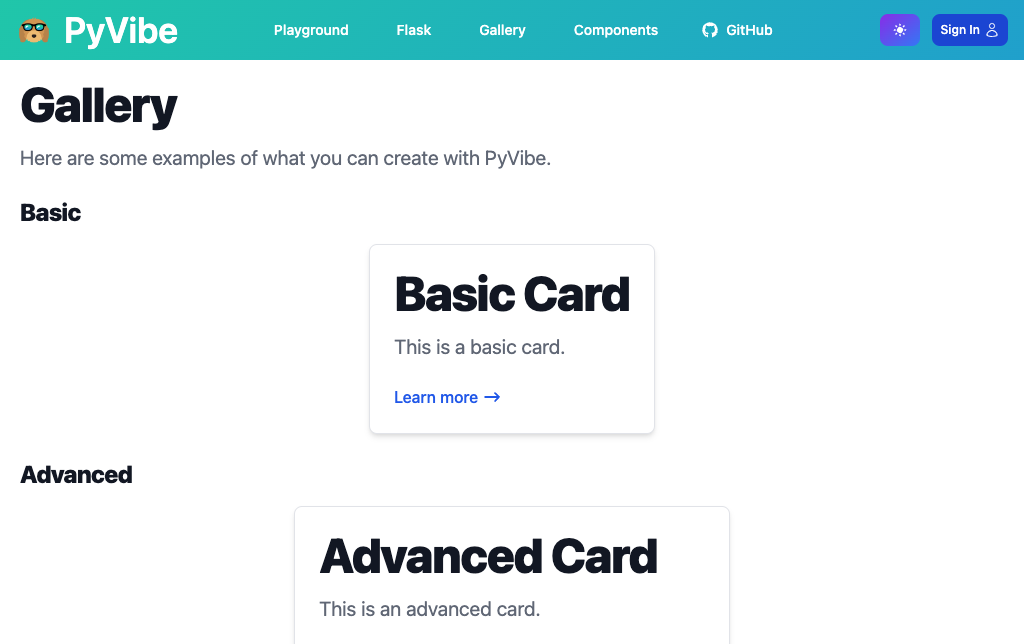 PyVibe
Playground
Flask
Gallery
Components
GitHub
Sign In
Gallery
Here are some examples of what you can create with PyVibe.
Basic
Basic Card
This is a basic card.
Learn more →
Advanced
Advanced Card
This is an advanced card.